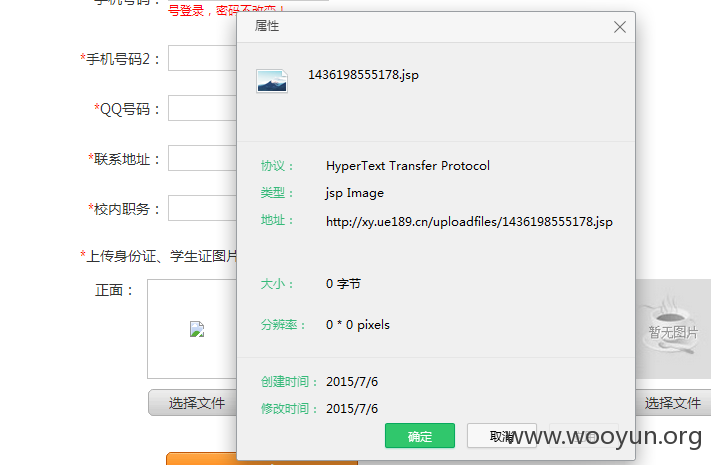 手机号码：
号登录，密码不改变！
*手机号码2：
*QQ号码：
*联系地址：
*校内职务：
*上传身份证、学生证图片
正面：
选择文件
属性
1436198555178.jsp
协议： HyperText Transfer Protocol
类型： jsp Image
地址： http://xy.ue189.cn/uploadfiles/1436198555178.jsp
大小： 0 字节
分辨率： 0 * 0 pixels
创建时间： 2015/7/6
修改时间： 2015/7/6
确定
取消
暂无图片
选择文件
www.wooyun.org